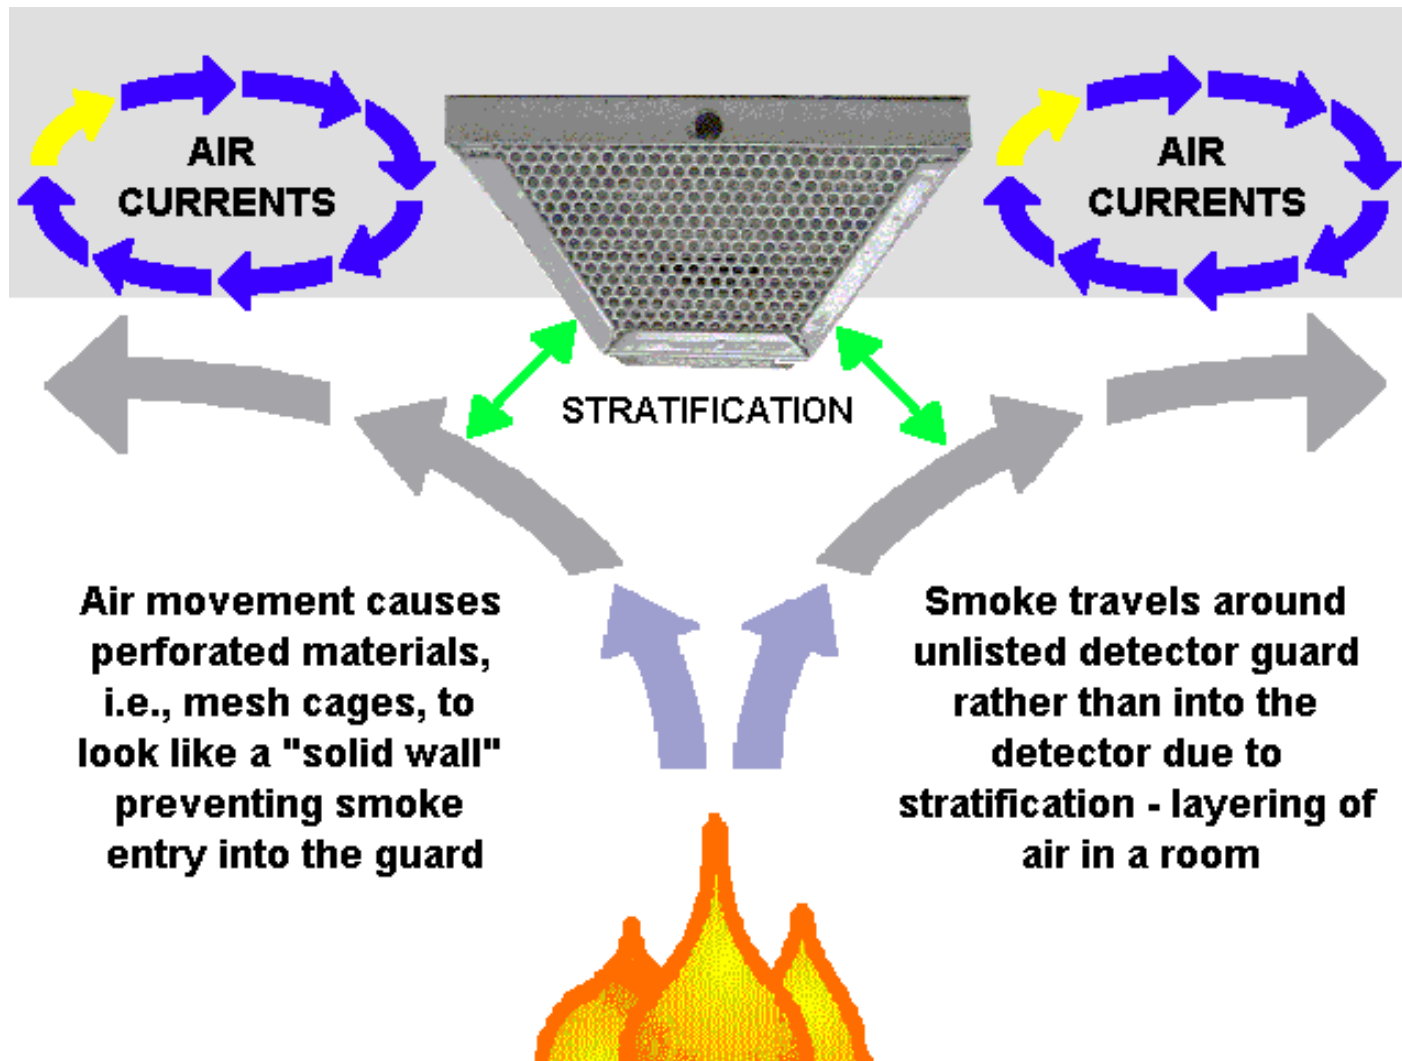 AIR
CURRENTS
AIR
CURRENTS
STRATIFICATION
Air movement causes
perforated materials,
i.e., mesh cages, to
look like a "solid wall"
preventing smoke
entry into the guard
Smoke travels around
unlisted detector guard
rather than into the
detector due to
stratification - layering of
air in a room